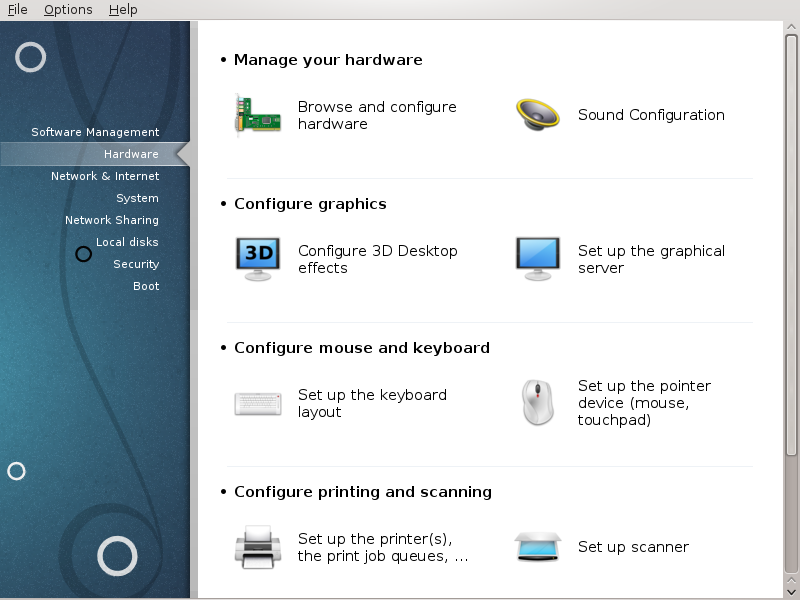 File Options Help
Software Management
Hardware
Network & Internet
System
Network Sharing
Local disks
Security
Boot
• Manage your hardware
Browse and configure
hardware
Sound Configuration
• Configure graphics
3D
Configure 3D Desktop
effects
Set up the graphical
server
• Configure mouse and keyboard
Set up the keyboard
layout
Set up the pointer
device (mouse,
touchpad)
• Configure printing and scanning
Set up the printer(s),
the print job queues, ...
Set up scanner